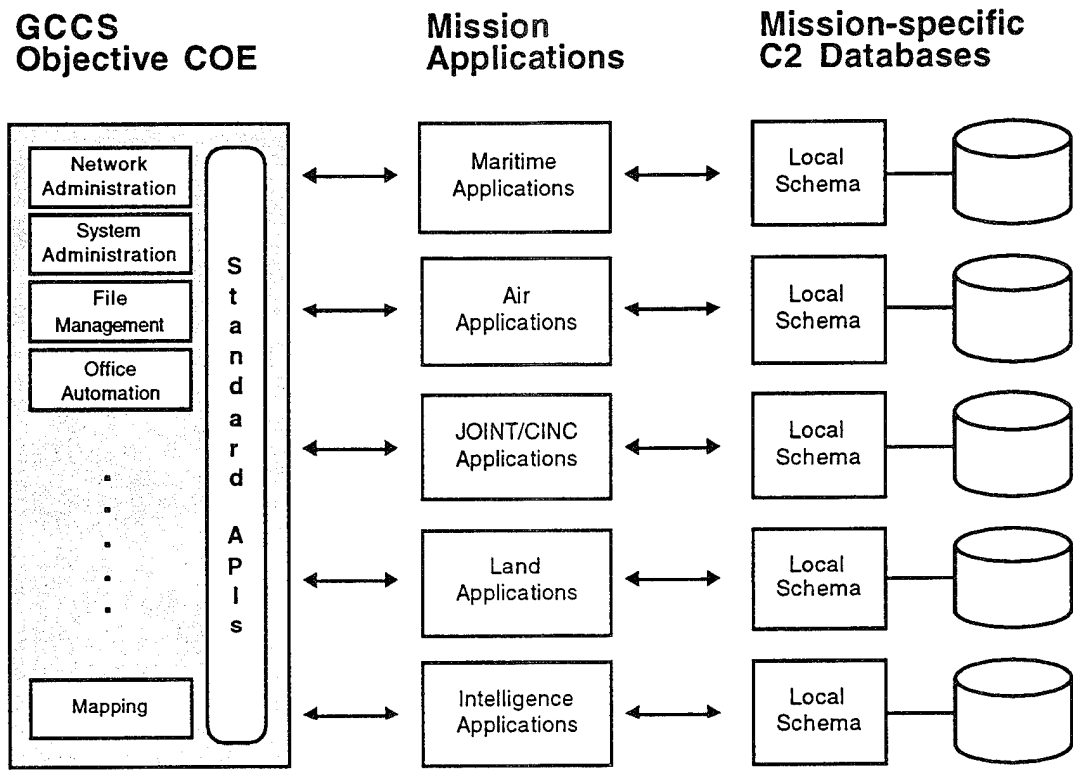 GCCS
Objective COE
Mission
Applications
Mission-specific
C2 Databases
Network
Administration
System
Administration
File
Management
Office
Automation
Mapping
Standard APIs
Maritime
Applications
Air
Applications
JOINT/CINC
Applications
Land
Applications
Intelligence
Applications
Local
Schema
Local
Schema
Local
Schema
Local
Schema
Local
Schema